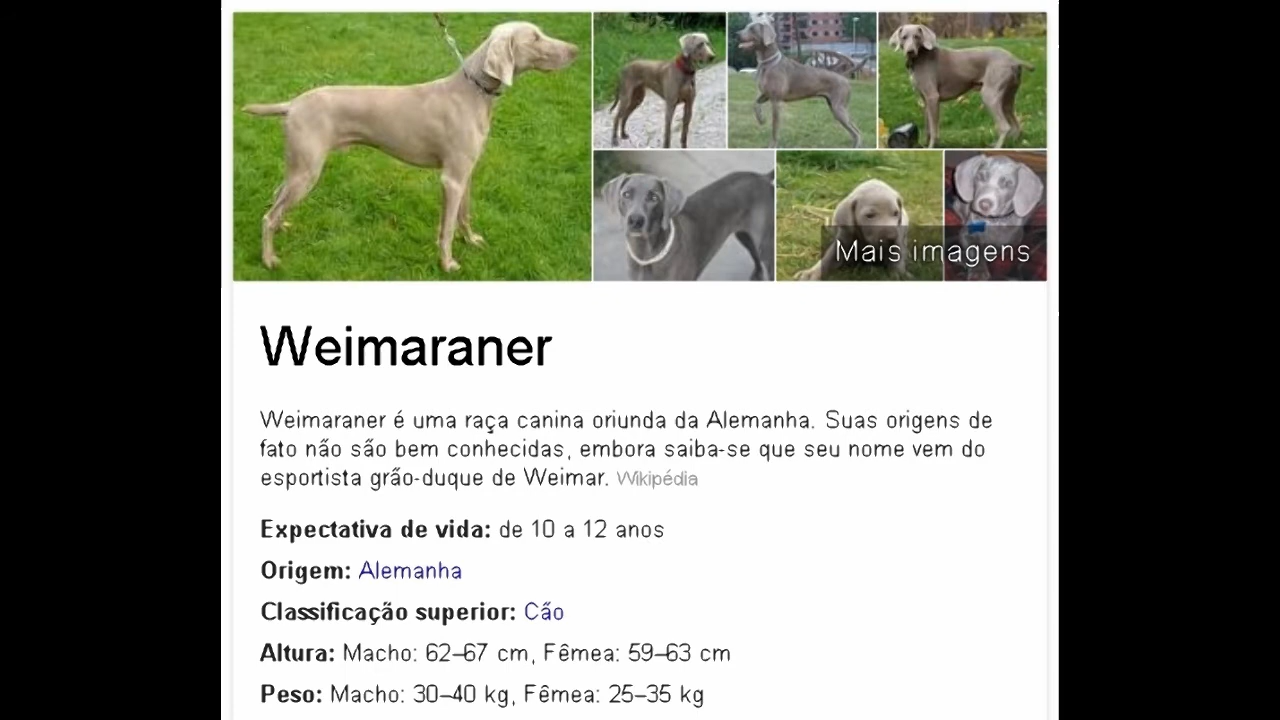 Mais imagens
Weimaraner
Weimaraner é uma raça canina oriunda da Alemanha. Suas origens de
fato não são bem conhecidas, embora saiba-se que seu nome vem do
esportista grão-duque de Weimar. Wikipédia
Expectativa de vida: de 10 a 12 anos
Origem: Alemanha
Classificação superior: Cão
Altura: Macho: 62–67 cm, Fêmea: 59–63 cm
Peso: Macho: 30–40 kg, Fêmea: 25–35 kg